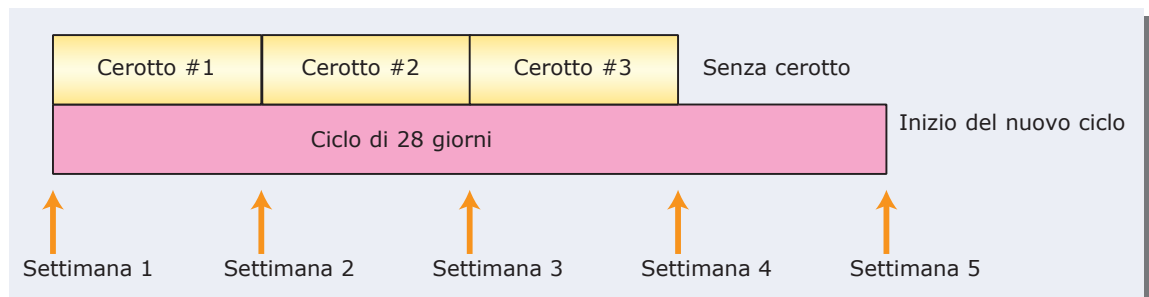 Cerotto #1
Cerotto #2
Cerotto #3
Senza cerotto
Ciclo di 28 giorni
Inizio del nuovo ciclo
Settimana 1
Settimana 2
Settimana 3
Settimana 4
Settimana 5